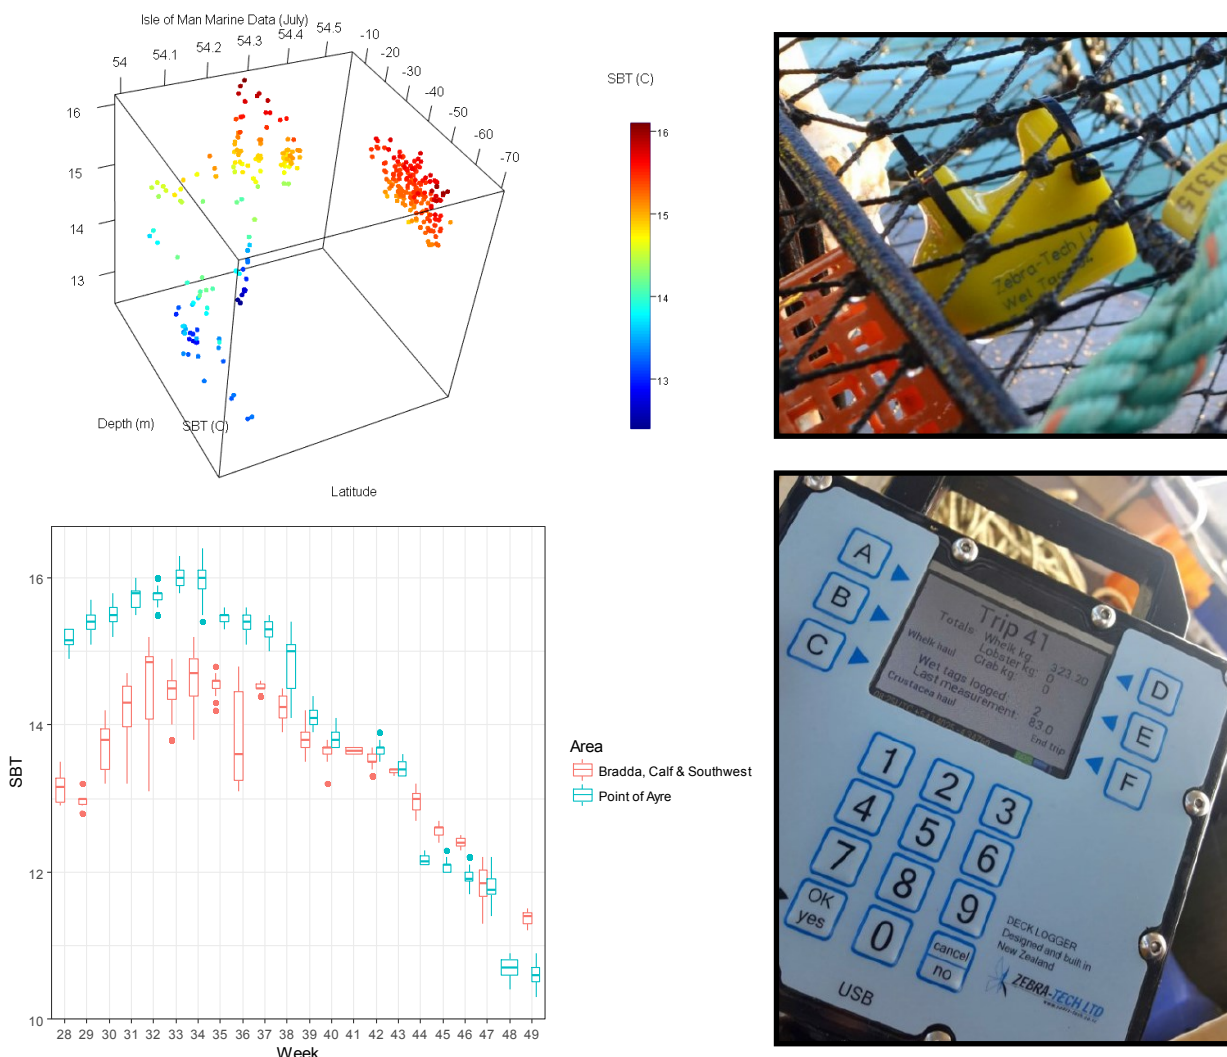 Isle of Man Marine Data (July)
54
54.1
54.2
54.3
54.4
54.5
-10
-20
-30
-40
-50
-60
-70
16
15
14
13
Depth (m)
SBT (C)
Latitude
SBT (C)
16
15
14
13
Zebra-Tech
Wet Tag
01315
SBT
16
14
12
10
28 29 30 31 32 33 34 35 36 37 38 39 40 41 42 43 44 45 46 47 48 49
Week
Area
Bradda, Calf & Southwest
Point of Ayre
A
B
C
Trip 41
Totals: Whelk kg: 323.20
Lobster kg: 0
Crab kg: 0
Whelk haul
Wet tags logged: 2
Last measurement: 83.0
Crustacea haul
End trip
D
E
F
1 2 3
4 5 6
7 8 9
OK
yes
0
cancel
no
DECK LOGGER
Designed and built in
New Zealand
ZEBRA-TECH LTD
USB